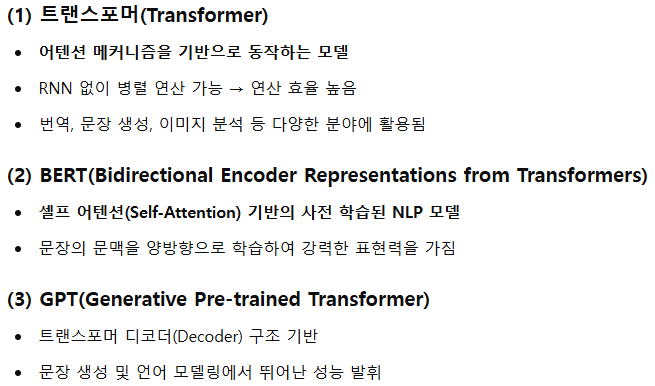 (1) 트랜스포머(Transformer)
• 어텐션 메커니즘을 기반으로 동작하는 모델
• RNN 없이 병렬 연산 가능 → 연산 효율 높음
• 번역, 문장 생성, 이미지 분석 등 다양한 분야에 활용됨
(2) BERT(Bidirectional Encoder Representations from Transformers)
• 셀프 어텐션(Self-Attention) 기반의 사전 학습된 NLP 모델
• 문장의 문맥을 양방향으로 학습하여 강력한 표현력을 가짐
(3) GPT(Generative Pre-trained Transformer)
• 트랜스포머 디코더(Decoder) 구조 기반
• 문장 생성 및 언어 모델링에서 뛰어난 성능 발휘